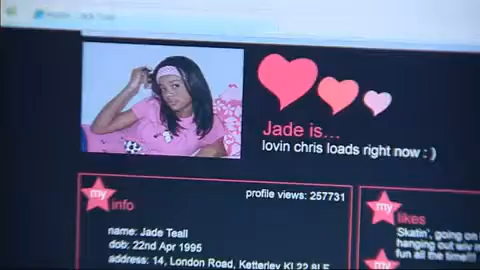 Jade is...
lovin chris loads right now : )
my info
profile views: 257731
name: Jade Teall
dob: 22nd Apr 1995
address: 14, London Road, Ketterley
my likes
Skatin', going on
hanging out wiv m
fun all the time!!!
my